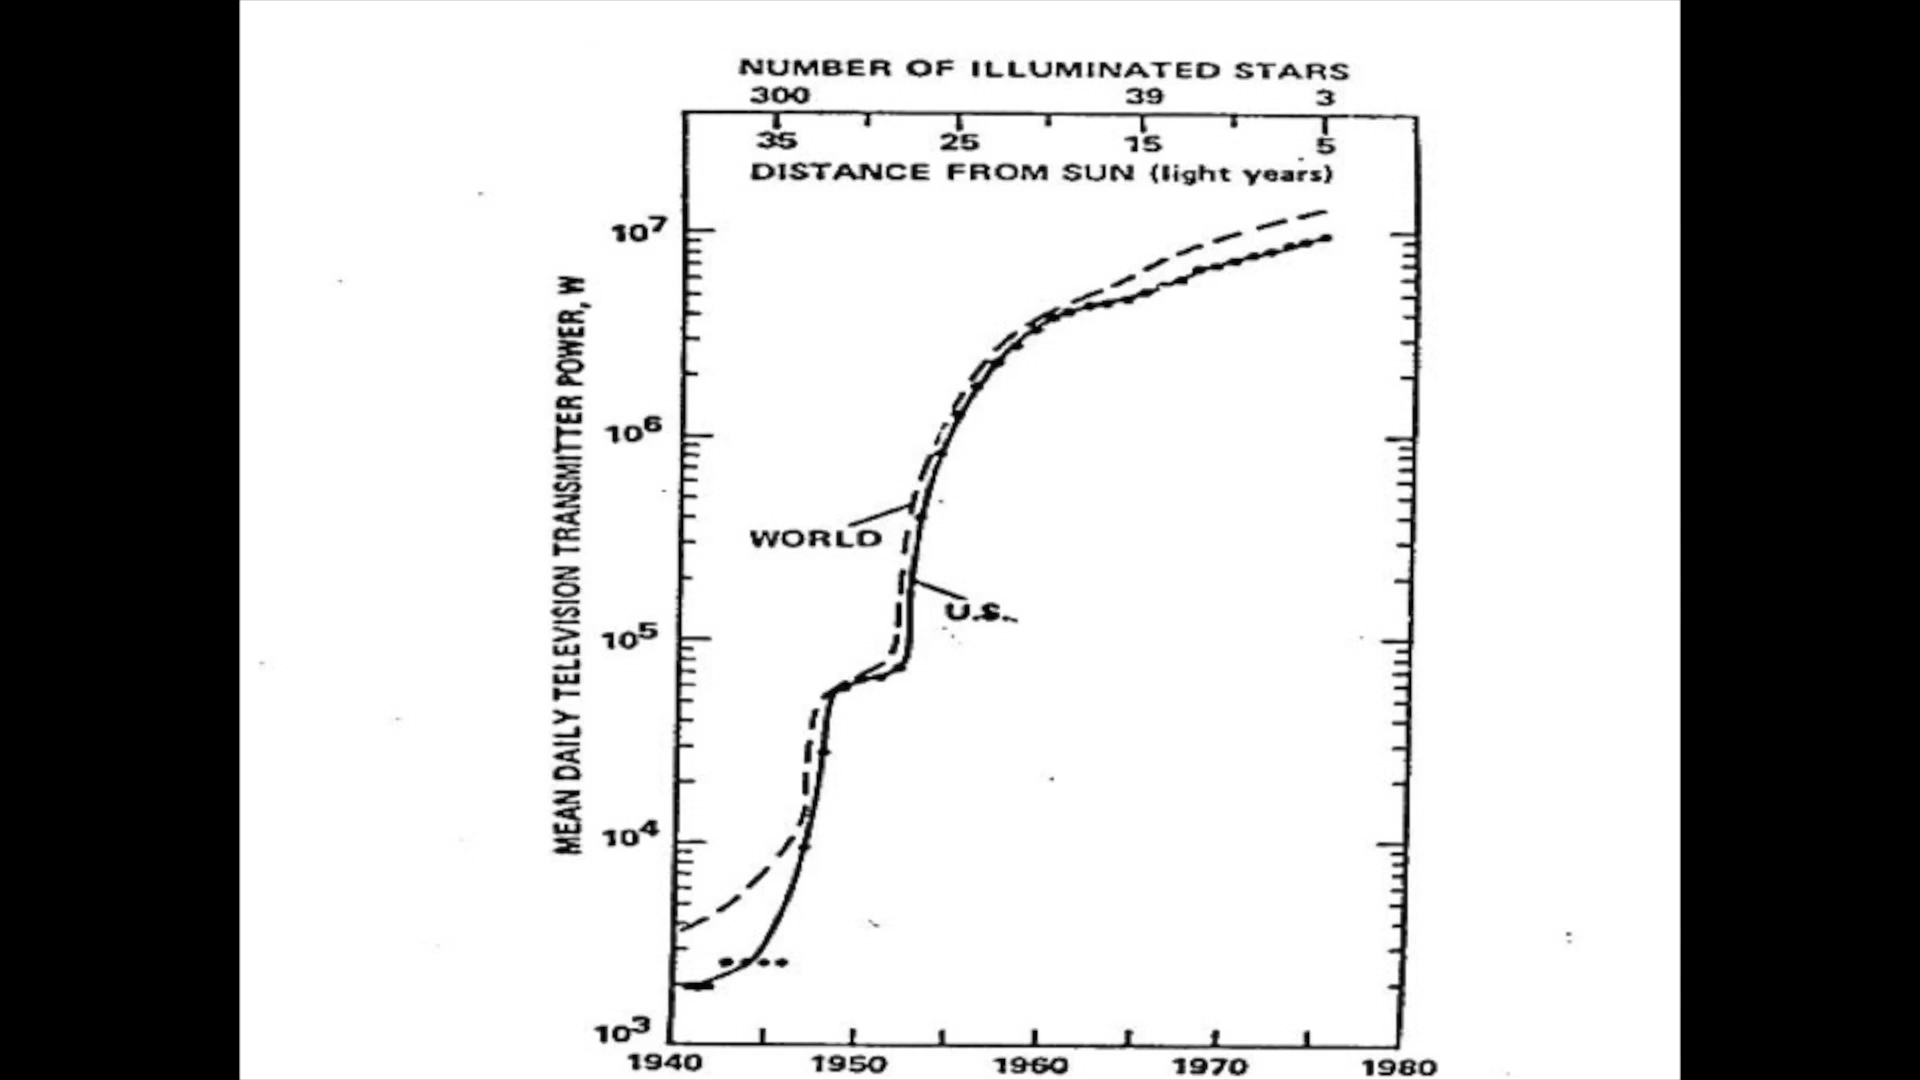 NUMBER OF ILLUMINATED STARS
300 39 3
35 25 15 5
DISTANCE FROM SUN (light years)
10⁷
10⁶
10⁵
10⁴
10³
MEAN DAILY TELEVISION TRANSMITTER POWER, W
WORLD
U.S.
1940 1950 1960 1970 1980